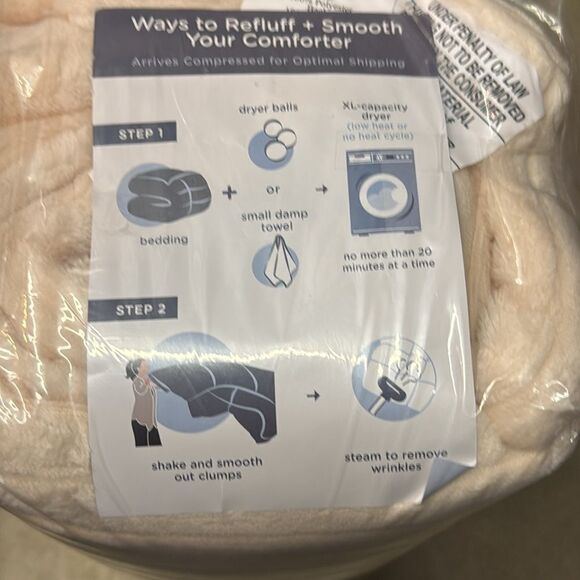 Ways to Refluff + Smooth
Your Comforter
Arrives Compressed for Optimal Shipping
STEP 1
dryer balls
or
small damp
towel
bedding
+
XL-capacity
dryer
(low heat or
no heat cycle)
no more than 20
minutes at a time
STEP 2
shake and smooth
out clumps
steam to remove
wrinkles
UNDER PENALTY OF LAW
NOT TO BE REMOVED
CONSUMER
MATERIAL